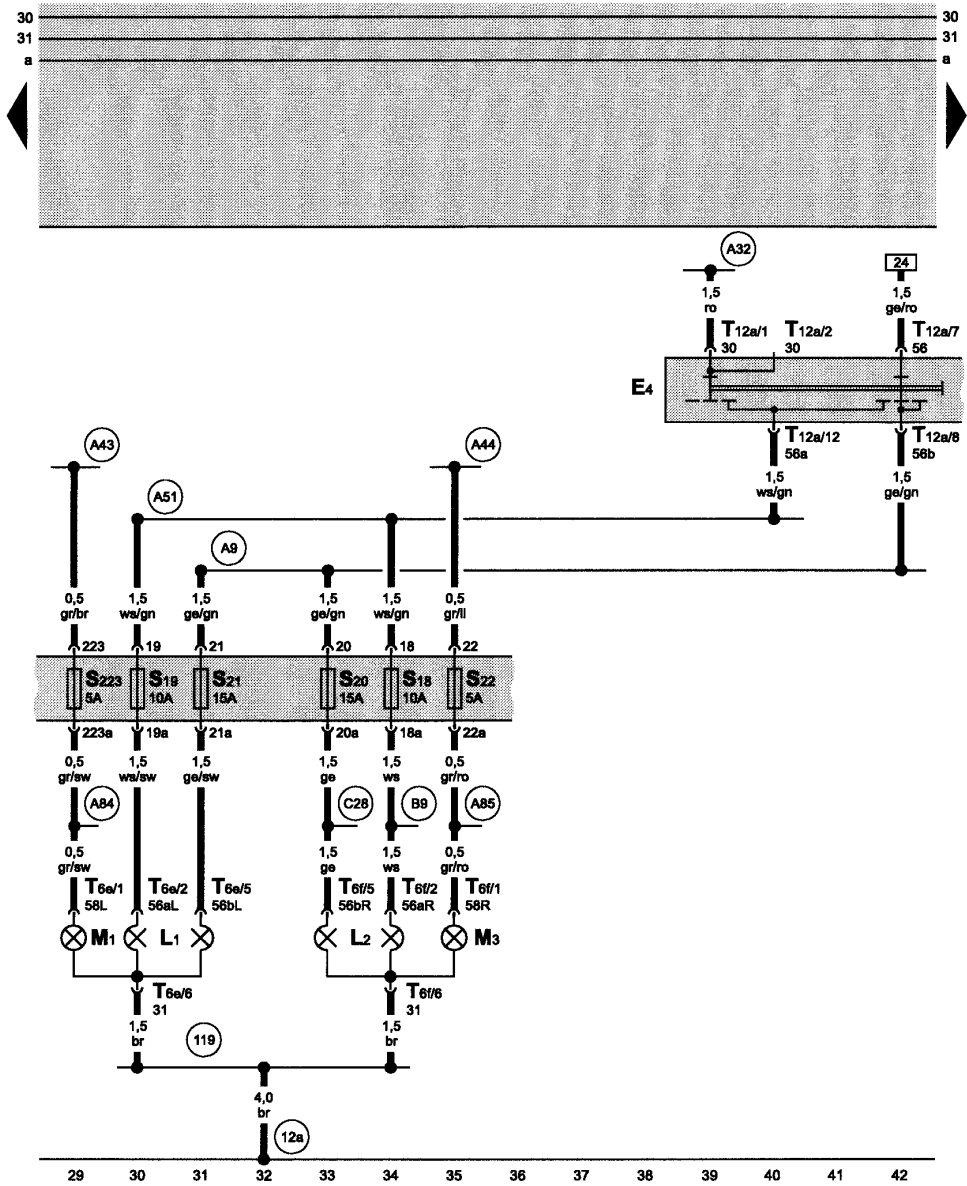 30 30
31 31
a a
A32 24
1,5 1,5
ro ge/ro
T12a/1 T12a/2 T12a/7
30 30 56
E4
A43 A44 T12a/12 T12a/8
56a 56b
A51 1,5 1,5
ws/gn ge/gn
A9
0,5 1,5 1,5 1,5 1,5 0,5
gr/br ws/gn ge/gn ge/gn ws/gn gr/li
223 19 21 20 18 22
S223 S19 S21 S20 S18 S22
5A 10A 15A 15A 10A 5A
223a 19a 21a 20a 18a 22a
0,5 1,5 1,5 1,5 1,5 0,5
gr/sw ws/sw ge/sw ge ws gr/ro
A84 C28 B9 A85
0,5 1,5 1,5 0,5
gr/sw ge ws gr/ro
T6e/1 T6e/2 T6e/5 T6f/5 T6f/2 T6f/1
58L 56aL 56bL 56bR 56aR 58R
M1 L1 L2 M3
T6e/6 T6f/6
31 31
1,5 1,5
br br
119
4,0
br
12a
29 30 31 32 33 34 35 36 37 38 39 40 41 42